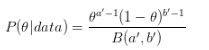 P(θ|data) = θ^{a′−1}(1 − θ)^{b′−1} / B(a′, b′)